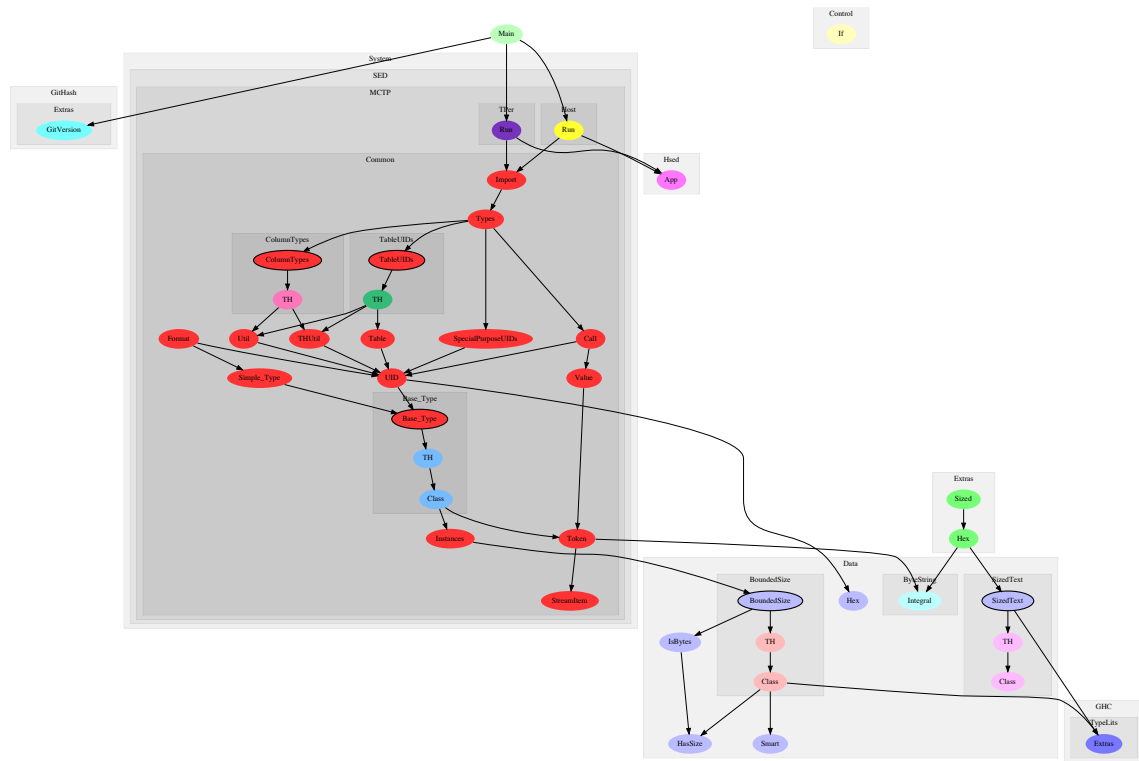 Control
If
Main
System
SED
MCTP
GitHash
Extras
GitVersion
TPer
Run
Host
Run
Common
Hsed
App
Import
Types
ColumnTypes
ColumnTypes
TH
TableUIDs
TableUIDs
TH
Format
Util
THUtil
Table
SpecialPurposeUIDs
Call
Simple_Type
UID
Value
Base_Type
Base_Type
TH
Class
Instances
Token
StreamItem
Extras
Sized
Hex
Data
BoundedSize
BoundedSize
Hex
ByteString
Integral
SizedText
SizedText
IsBytes
TH
TH
Class
Class
HasSize
Smart
GHC
TypeLits
Extras